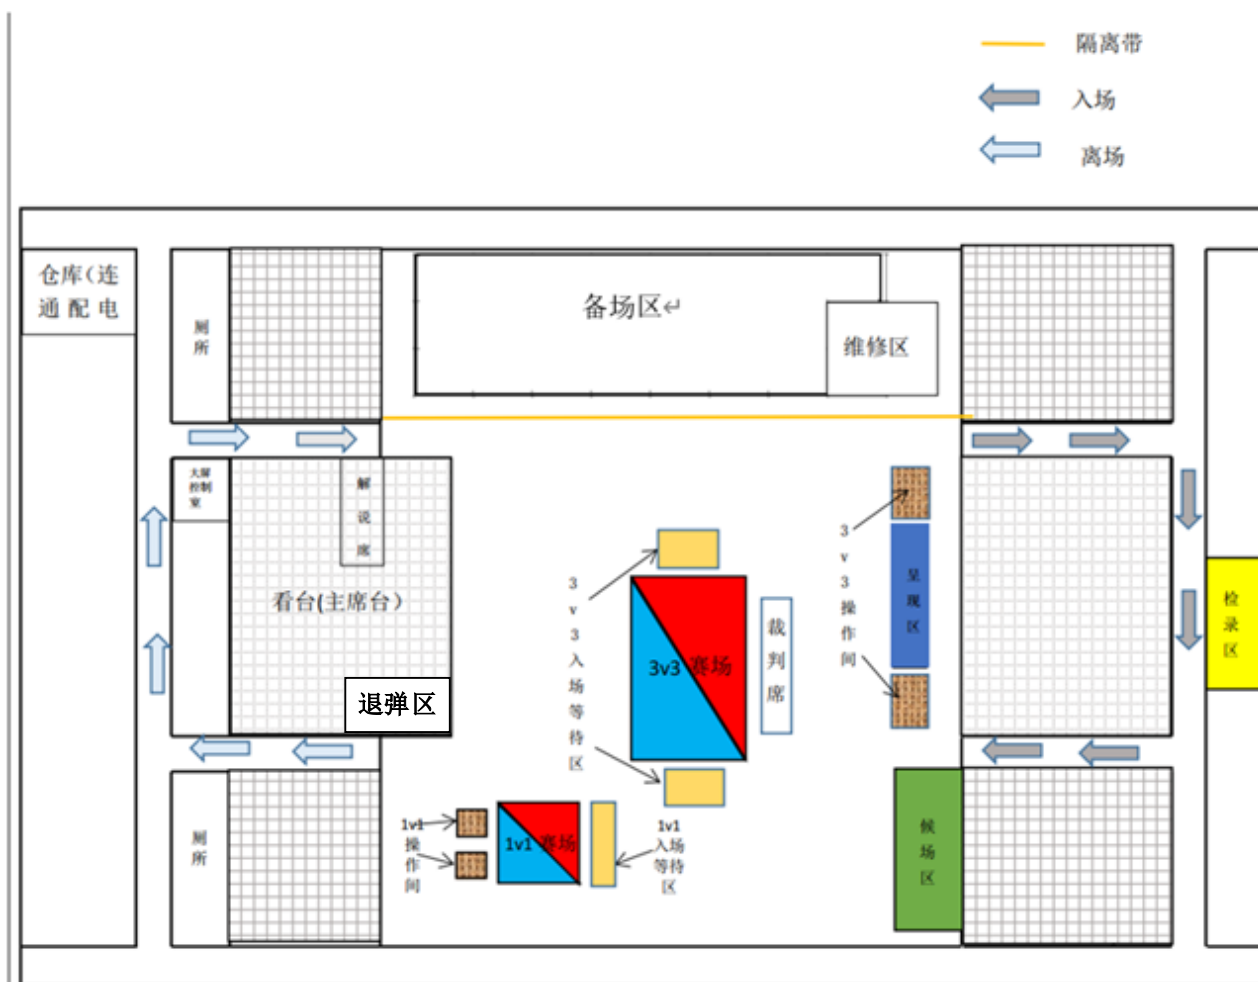 隔离带
入场
离场
仓库(连
通 配 电
厕
所
备场区↵
维修区
大屏
控制
室
解
说
席
看台(主席台)
退弹区
3
v
3
入
场
等
待
区
3v3 赛场
裁
判
席
3
v
3
操
作
间
呈
现
区
检
录
区
厕
所
1v1
操
作
间
1v1 赛场
1v1
入场
等待
区
候
场
区